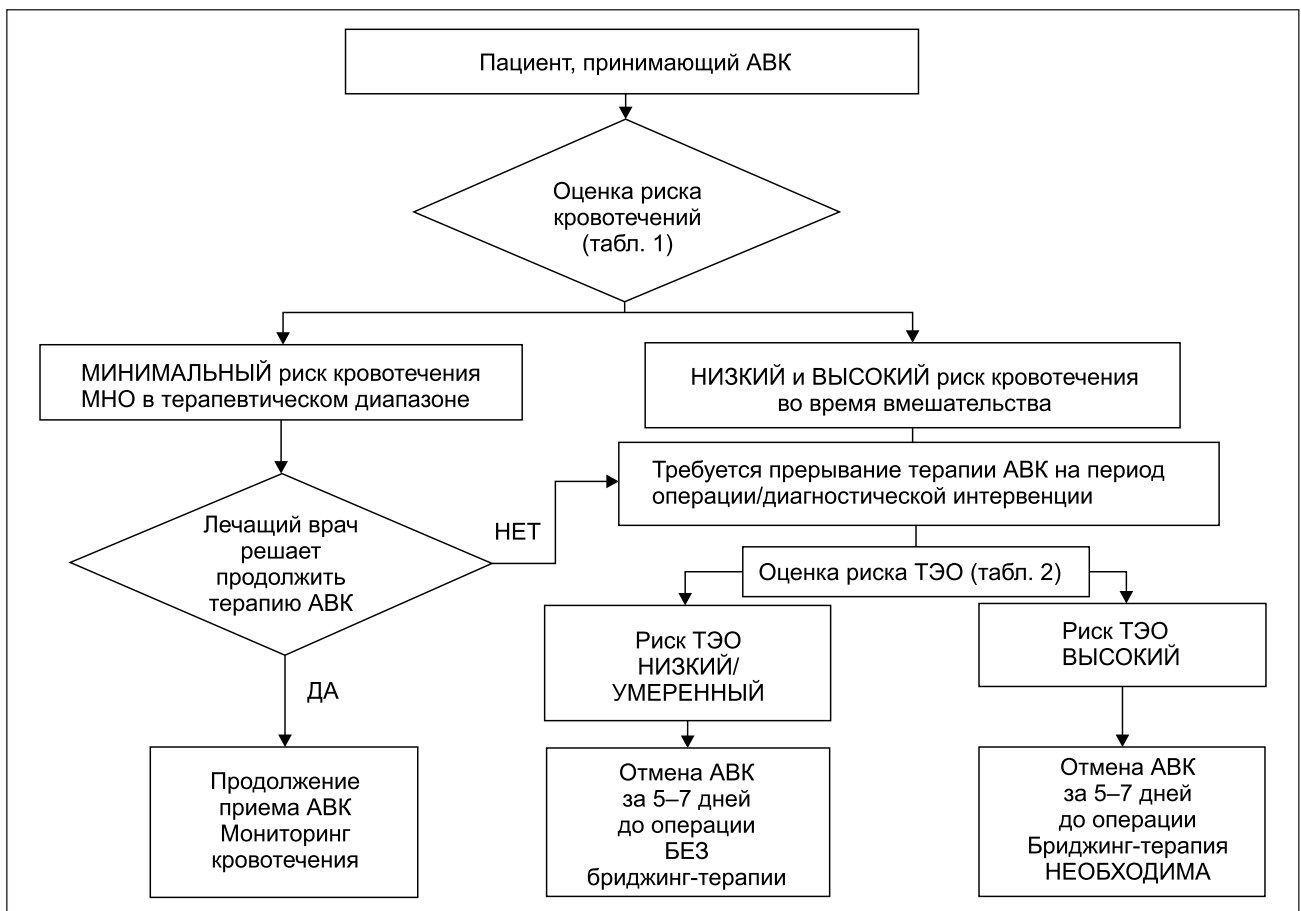 Пациент, принимающий АВК
Оценка риска
кровотечений
(табл. 1)
МИНИМАЛЬНЫЙ риск кровотечения
МНО в терапевтическом диапазоне
НИЗКИЙ и ВЫСОКИЙ риск кровотечения
во время вмешательства
Требуется прерывание терапии АВК на период
операции/диагностической интервенции
Лечащий врач
решает
продолжить
терапию АВК
НЕТ
Оценка риска ТЭО (табл. 2)
Риск ТЭО
НИЗКИЙ/
УМЕРЕННЫЙ
Риск ТЭО
ВЫСОКИЙ
ДА
Продолжение
приема АВК
Мониторинг
кровотечения
Отмена АВК
за 5–7 дней
до операции
БЕЗ
бриджинг-терапии
Отмена АВК
за 5–7 дней
до операции
Бриджинг-терапия
НЕОБХОДИМА